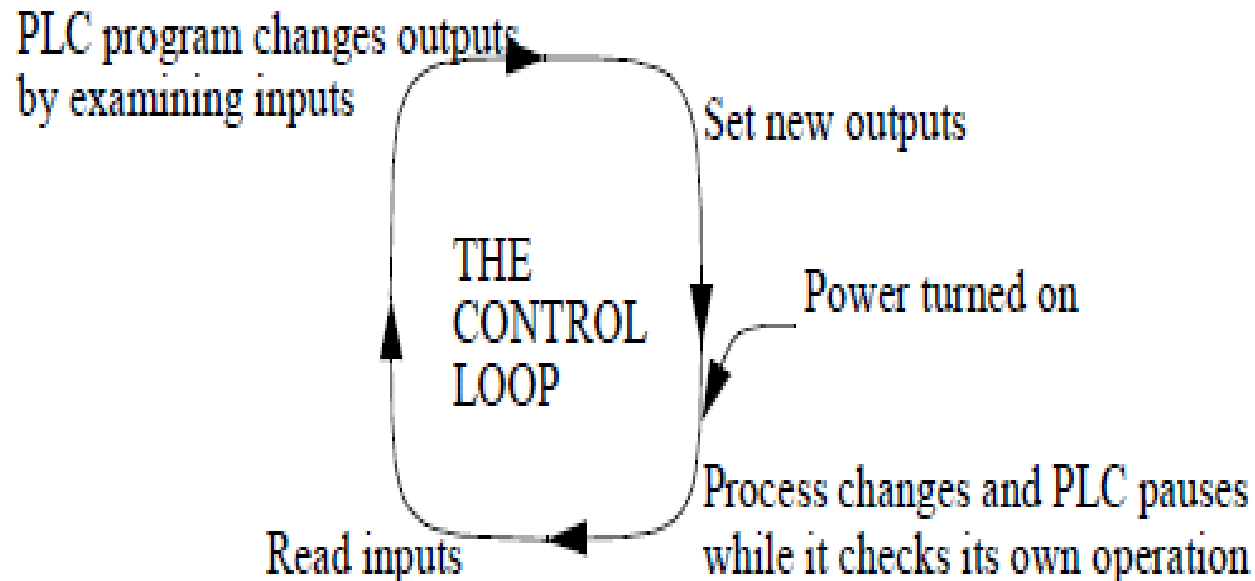 PLC program changes outputs
by examining inputs
Set new outputs
THE
CONTROL
LOOP
Power turned on
Process changes and PLC pauses
while it checks its own operation
Read inputs